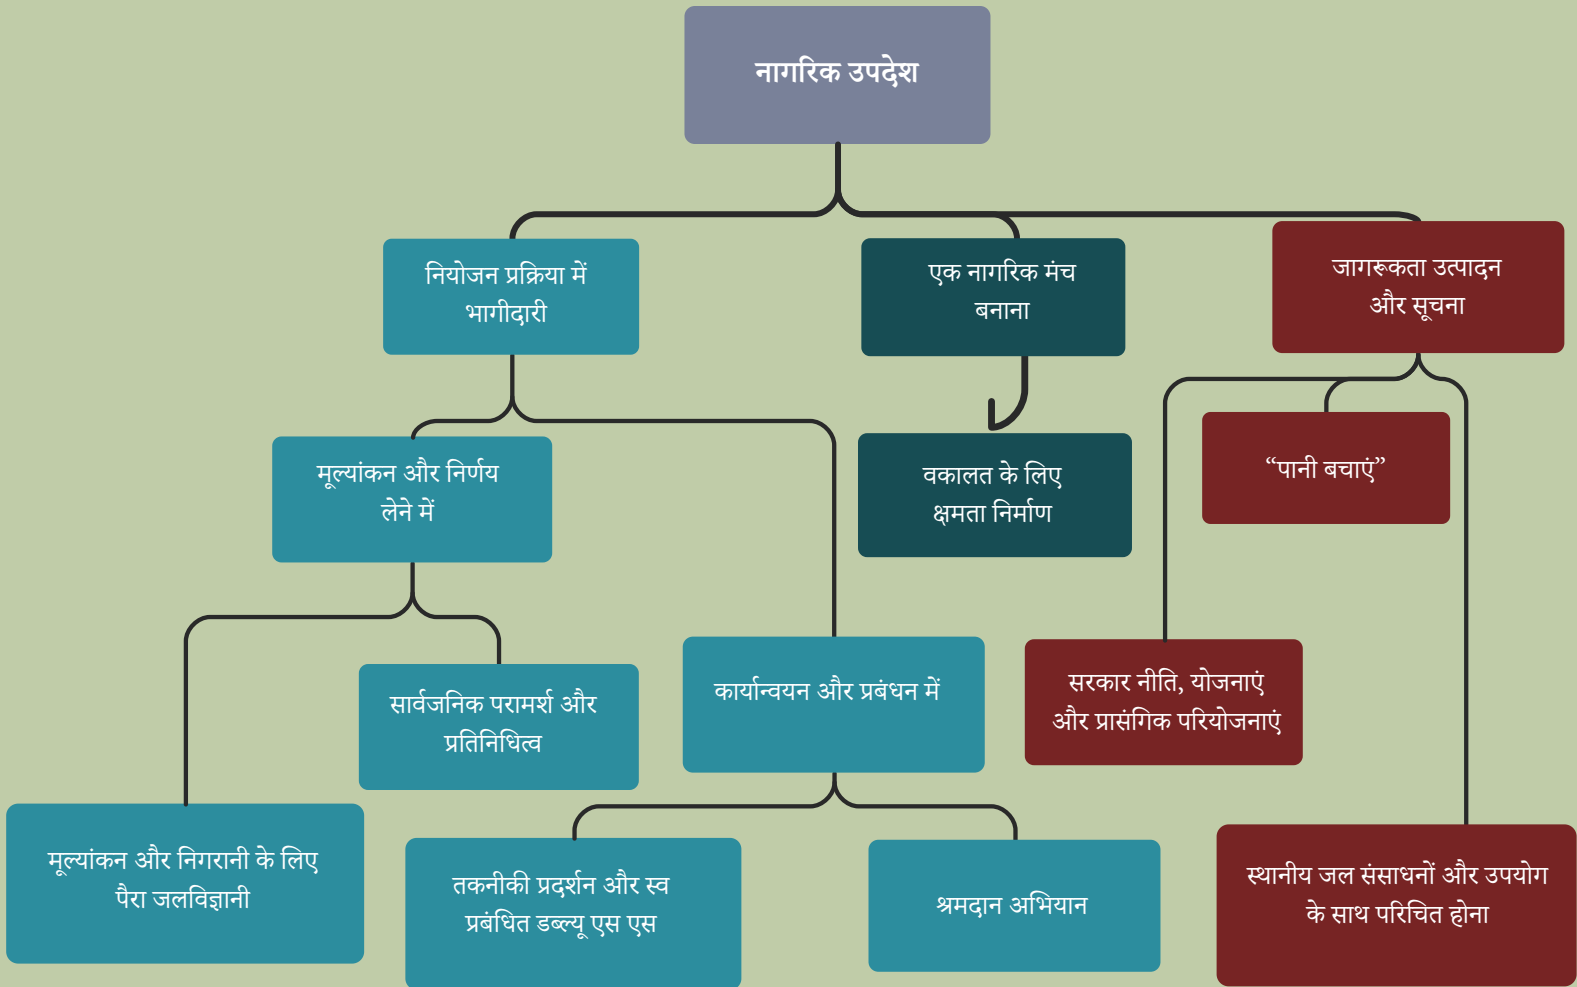 नागरिक उपदेश
नियोजन प्रक्रिया में
भागीदारी
एक नागरिक मंच
बनाना
जागरूकता उत्पादन
और सूचना
मूल्यांकन और निर्णय
लेने में
वकालत के लिए
क्षमता निर्माण
“पानी बचाएं”
सार्वजनिक परामर्श और
प्रतिनिधित्व
कार्यान्वयन और प्रबंधन में
सरकार नीति, योजनाएं
और प्रासंगिक परियोजनाएं
मूल्यांकन और निगरानी के लिए
पैरा जलविज्ञानी
तकनीकी प्रदर्शन और स्व
प्रबंधित डब्ल्यू एस एस
श्रमदान अभियान
स्थानीय जल संसाधनों और उपयोग
के साथ परिचित होना